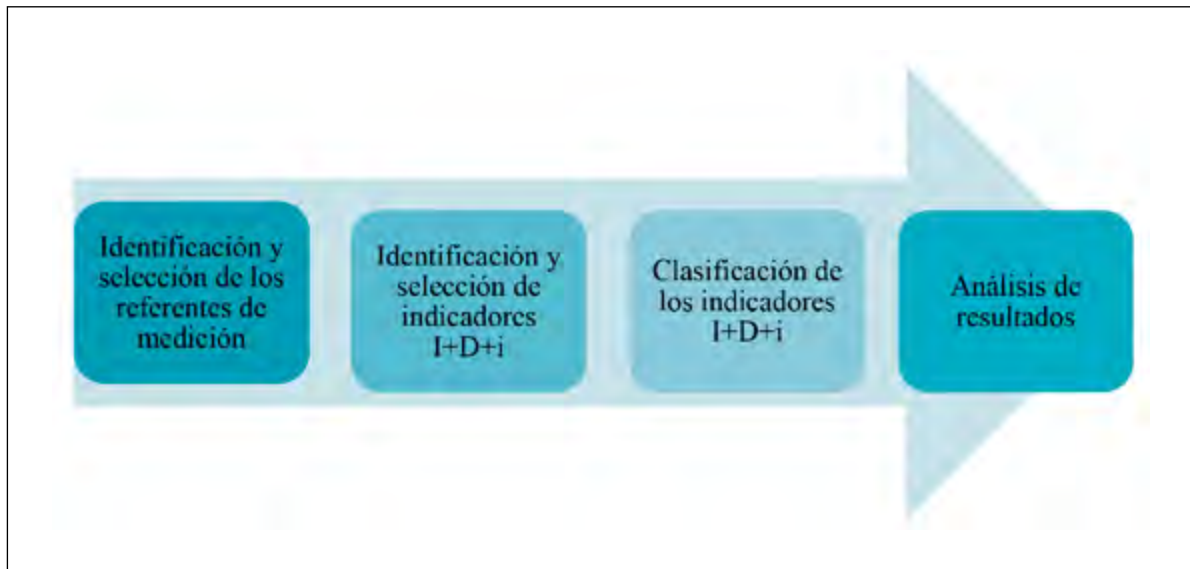 Identificación y
selección de los
referentes de
medición
Identificación y
selección de
indicadores
I+D+i
Clasificación de
los indicadores
I+D+i
Análisis de
resultados